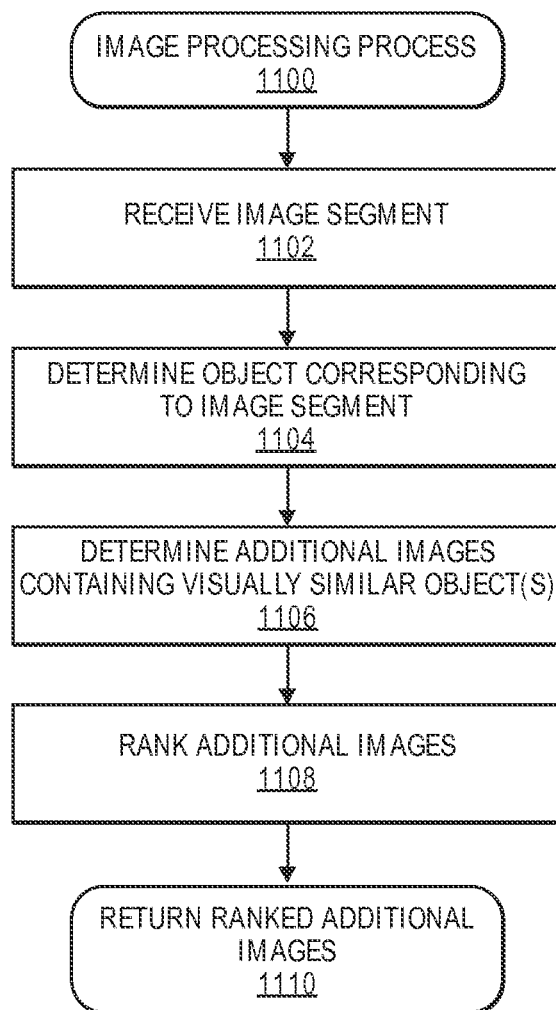 IMAGE PROCESSING PROCESS
1100
RECEIVE IMAGE SEGMENT
1102
DETERMINE OBJECT CORRESPONDING
TO IMAGE SEGMENT
1104
DETERMINE ADDITIONAL IMAGES
CONTAINING VISUALLY SIMILAR OBJECT(S)
1106
RANK ADDITIONAL IMAGES
1108
RETURN RANKED ADDITIONAL
IMAGES
1110